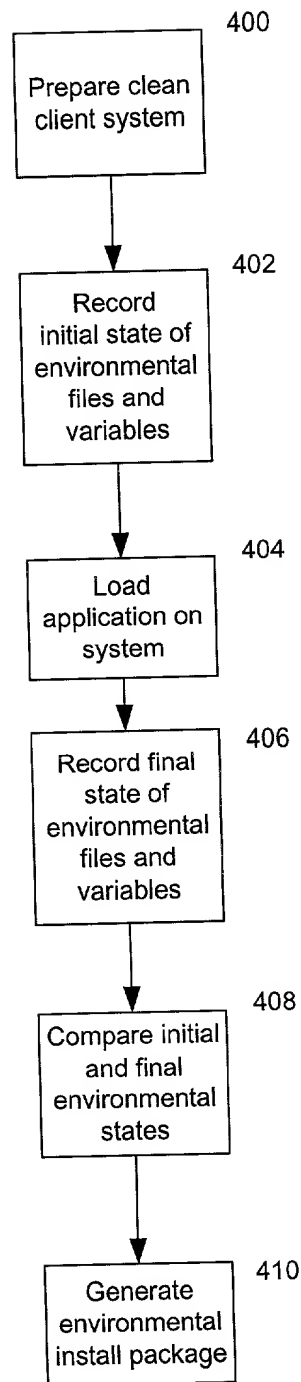 400
Prepare clean
client system
402
Record
initial state of
environmental
files and
variables
404
Load
application on
system
406
Record final
state of
environmental
files and
variables
408
Compare initial
and final
environmental
states
410
Generate
environmental
install package